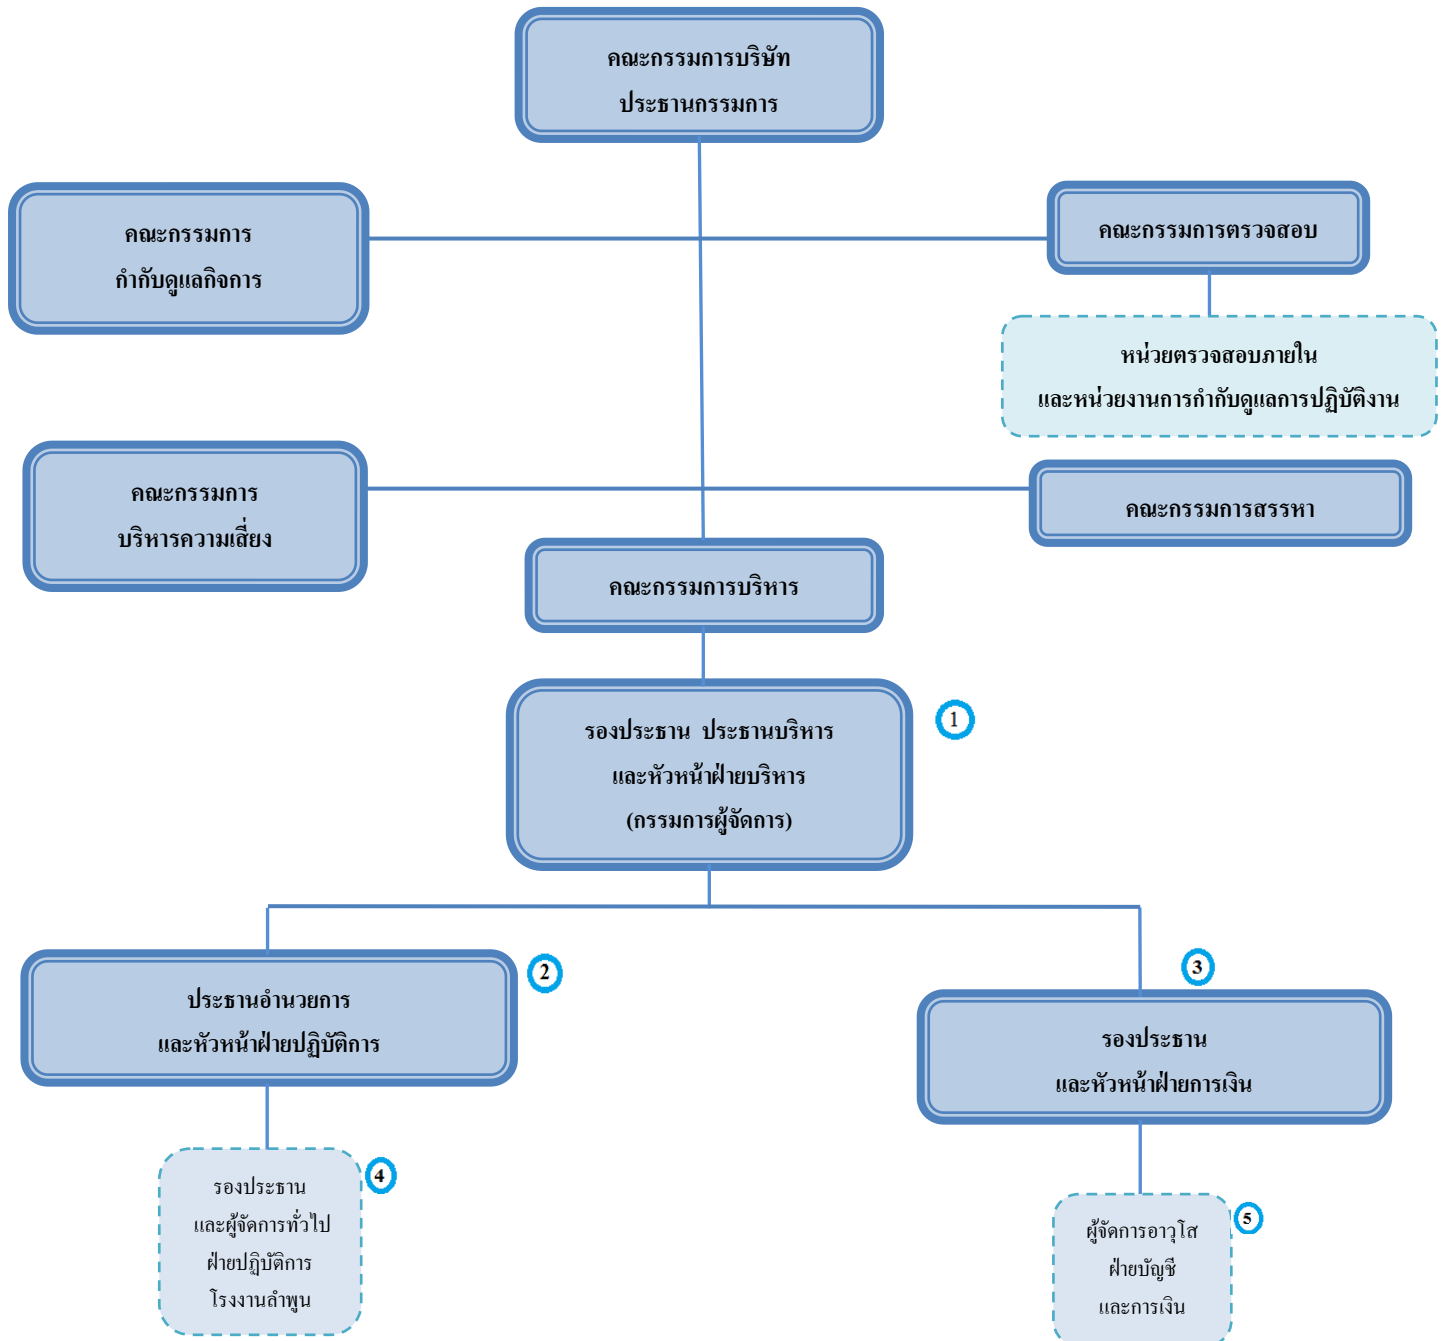 คณะกรรมการบริษัท
ประธานกรรมการ
คณะกรรมการ
กำกับดูแลกิจการ
คณะกรรมการตรวจสอบ
หน่วยตรวจสอบภายใน
และหน่วยงานการกำกับดูแลการปฏิบัติงาน
คณะกรรมการ
บริหารความเสี่ยง
คณะกรรมการสรรหา
คณะกรรมการบริหาร
รองประธาน ประธานบริหาร
และหัวหน้าฝ่ายบริหาร
(กรรมการผู้จัดการ)
1
ประธานอำนวยการ
และหัวหน้าฝ่ายปฏิบัติการ
2
3
รองประธาน
และหัวหน้าฝ่ายการเงิน
รองประธาน
และผู้จัดการทั่วไป
ฝ่ายปฏิบัติการ
โรงงานลำพูน
4
ผู้จัดการอาวุโส
ฝ่ายบัญชี
และการเงิน
5